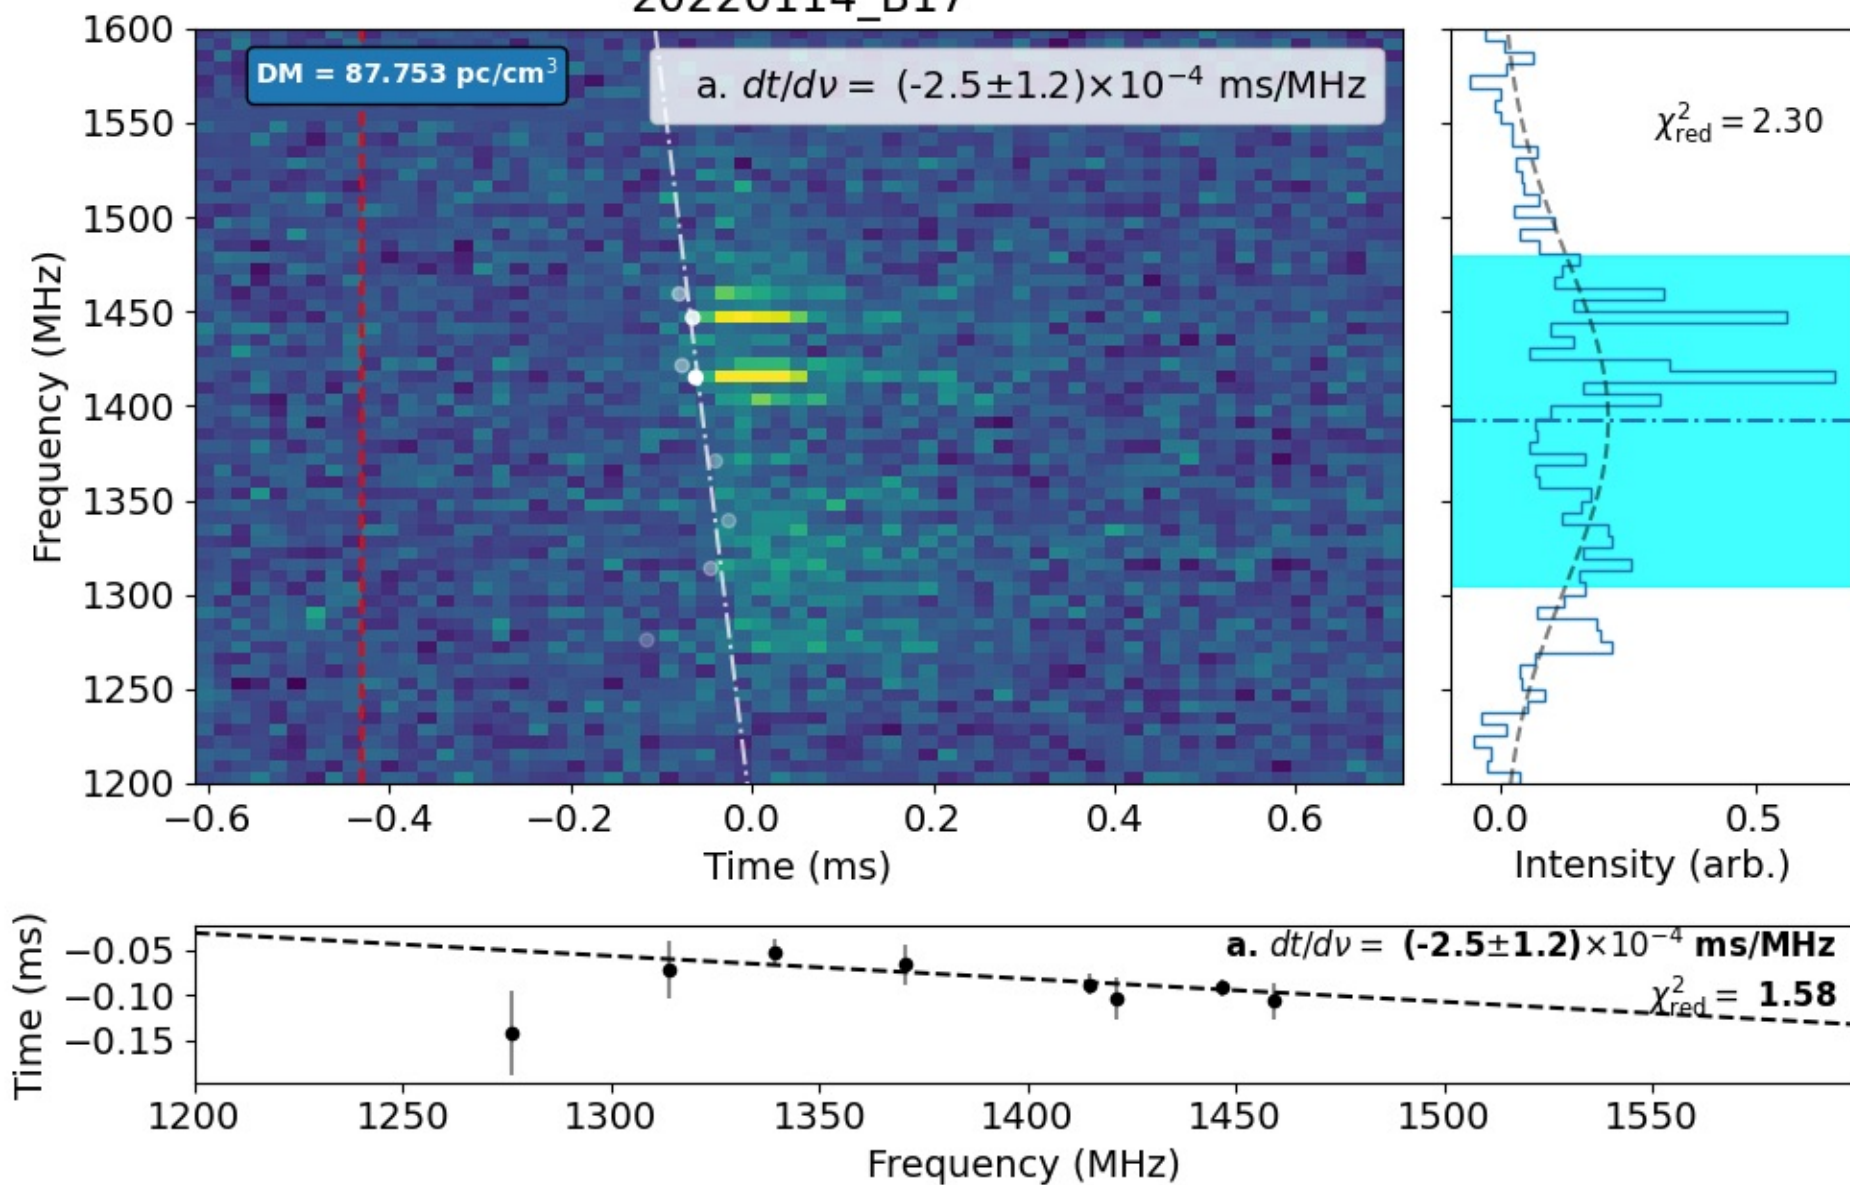 20220114_B17
1600
1550
1500
1450
1400
1350
1300
1250
1200
Frequency (MHz)
DM = 87.753 pc/cm³
a. dt/dν = (-2.5±1.2)×10⁻⁴ ms/MHz
−0.6 −0.4 −0.2 0.0 0.2 0.4 0.6
Time (ms)
χ²red = 2.30
0.0 0.5
Intensity (arb.)
−0.05
−0.10
−0.15
Time (ms)
a. dt/dν = (-2.5±1.2)×10⁻⁴ ms/MHz
χ²red = 1.58
1200 1250 1300 1350 1400 1450 1500 1550
Frequency (MHz)